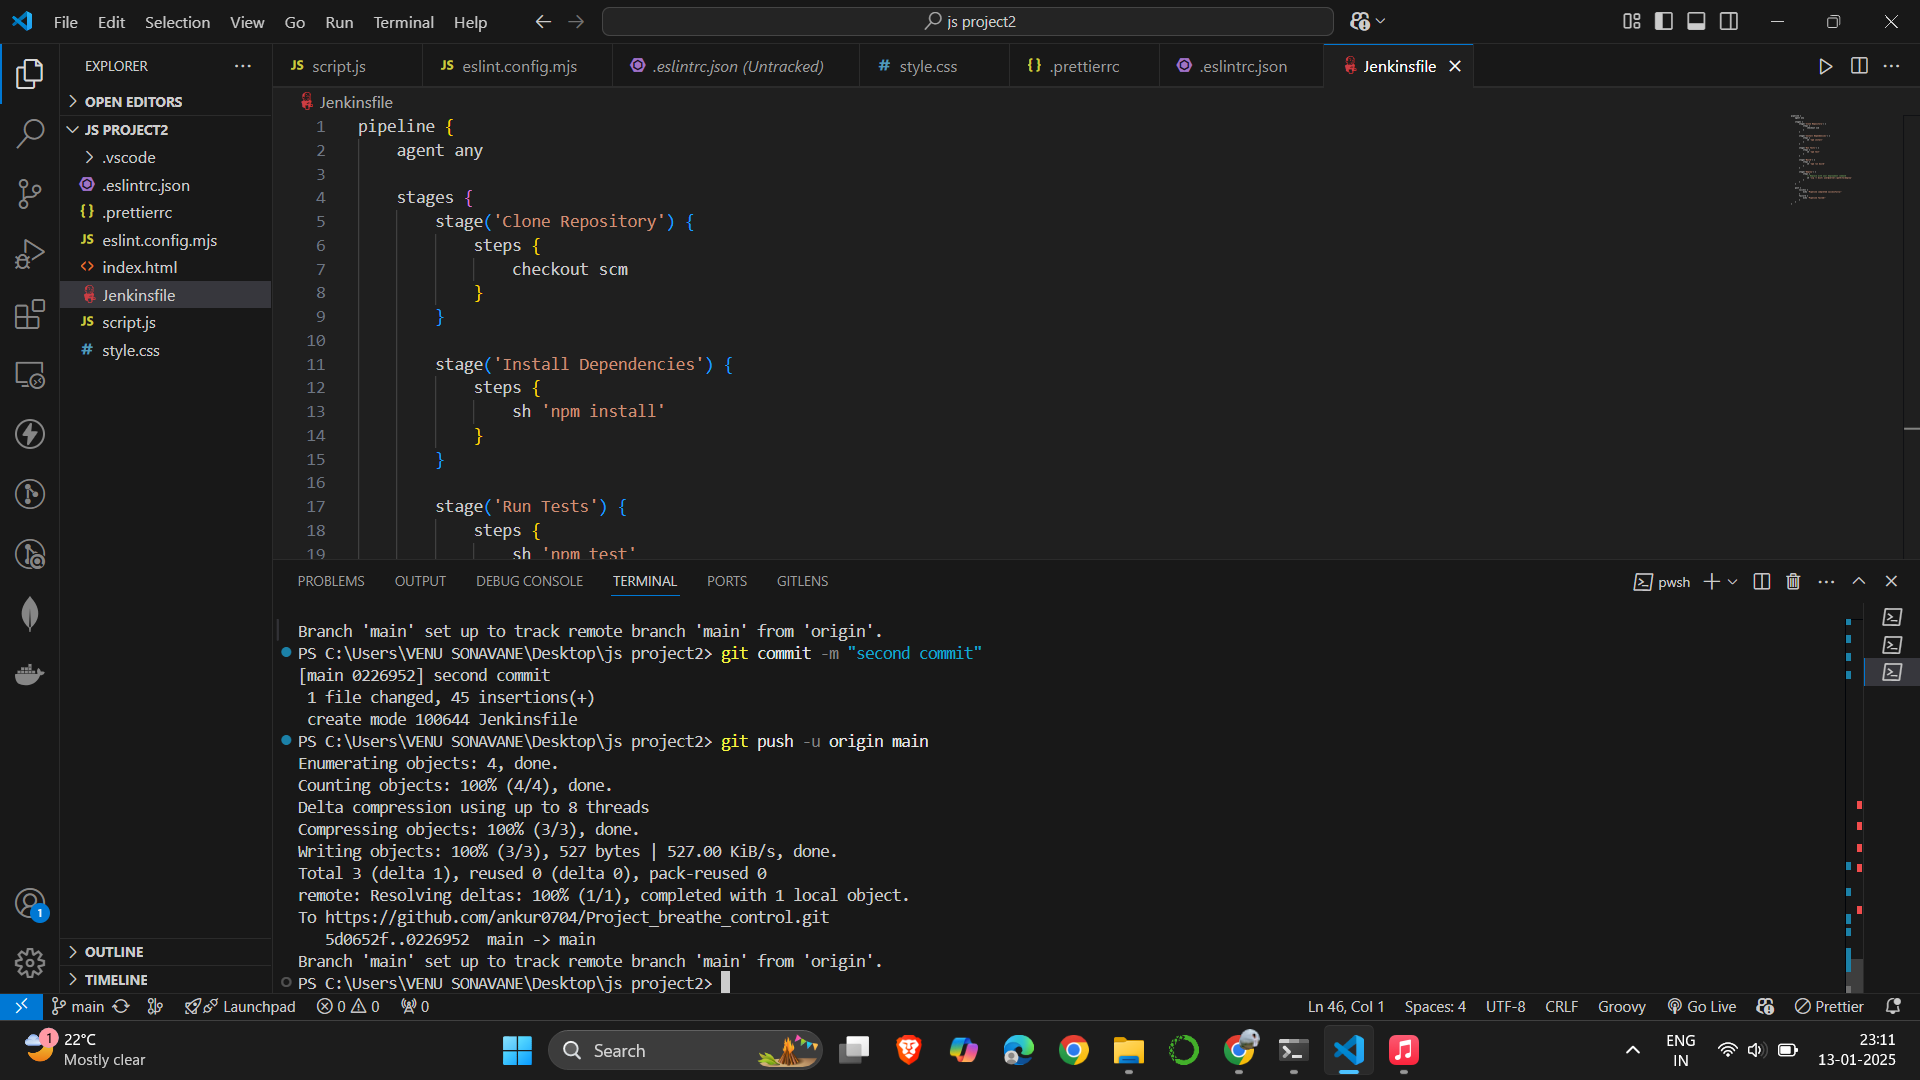 File Edit Selection View Go Run Terminal Help
js project2
EXPLORER
OPEN EDITORS
JS PROJECT2
.vscode
.eslintrc.json
.prettierrc
eslint.config.mjs
index.html
Jenkinsfile
script.js
style.css
OUTLINE
TIMELINE
JS script.js
JS eslint.config.mjs
.eslintrc.json (Untracked)
# style.css
{} .prettierrc
.eslintrc.json
Jenkinsfile
Jenkinsfile
1 pipeline {
2 agent any
3
4 stages {
5 stage('Clone Repository') {
6 steps {
7 checkout scm
8 }
9 }
10
11 stage('Install Dependencies') {
12 steps {
13 sh 'npm install'
14 }
15 }
16
17 stage('Run Tests') {
18 steps {
19 sh 'npm test'
PROBLEMS OUTPUT DEBUG CONSOLE TERMINAL PORTS GITLENS
pwsh
Branch 'main' set up to track remote branch 'main' from 'origin'.
PS C:\Users\VENU SONAVANE\Desktop\js project2> git commit -m "second commit"
[main 0226952] second commit
1 file changed, 45 insertions(+)
create mode 100644 Jenkinsfile
PS C:\Users\VENU SONAVANE\Desktop\js project2> git push -u origin main
Enumerating objects: 4, done.
Counting objects: 100% (4/4), done.
Delta compression using up to 8 threads
Compressing objects: 100% (3/3), done.
Writing objects: 100% (3/3), 527 bytes | 527.00 KiB/s, done.
Total 3 (delta 1), reused 0 (delta 0), pack-reused 0
remote: Resolving deltas: 100% (1/1), completed with 1 local object.
To https://github.com/ankur0704/Project_breathe_control.git
5d0652f..0226952 main -> main
Branch 'main' set up to track remote branch 'main' from 'origin'.
PS C:\Users\VENU SONAVANE\Desktop\js project2>
1
main Launchpad 0 0 0
Ln 46, Col 1 Spaces: 4 UTF-8 CRLF Groovy Go Live Prettier
1
22°C
Mostly clear
Search
ENG
IN
23:11
13-01-2025